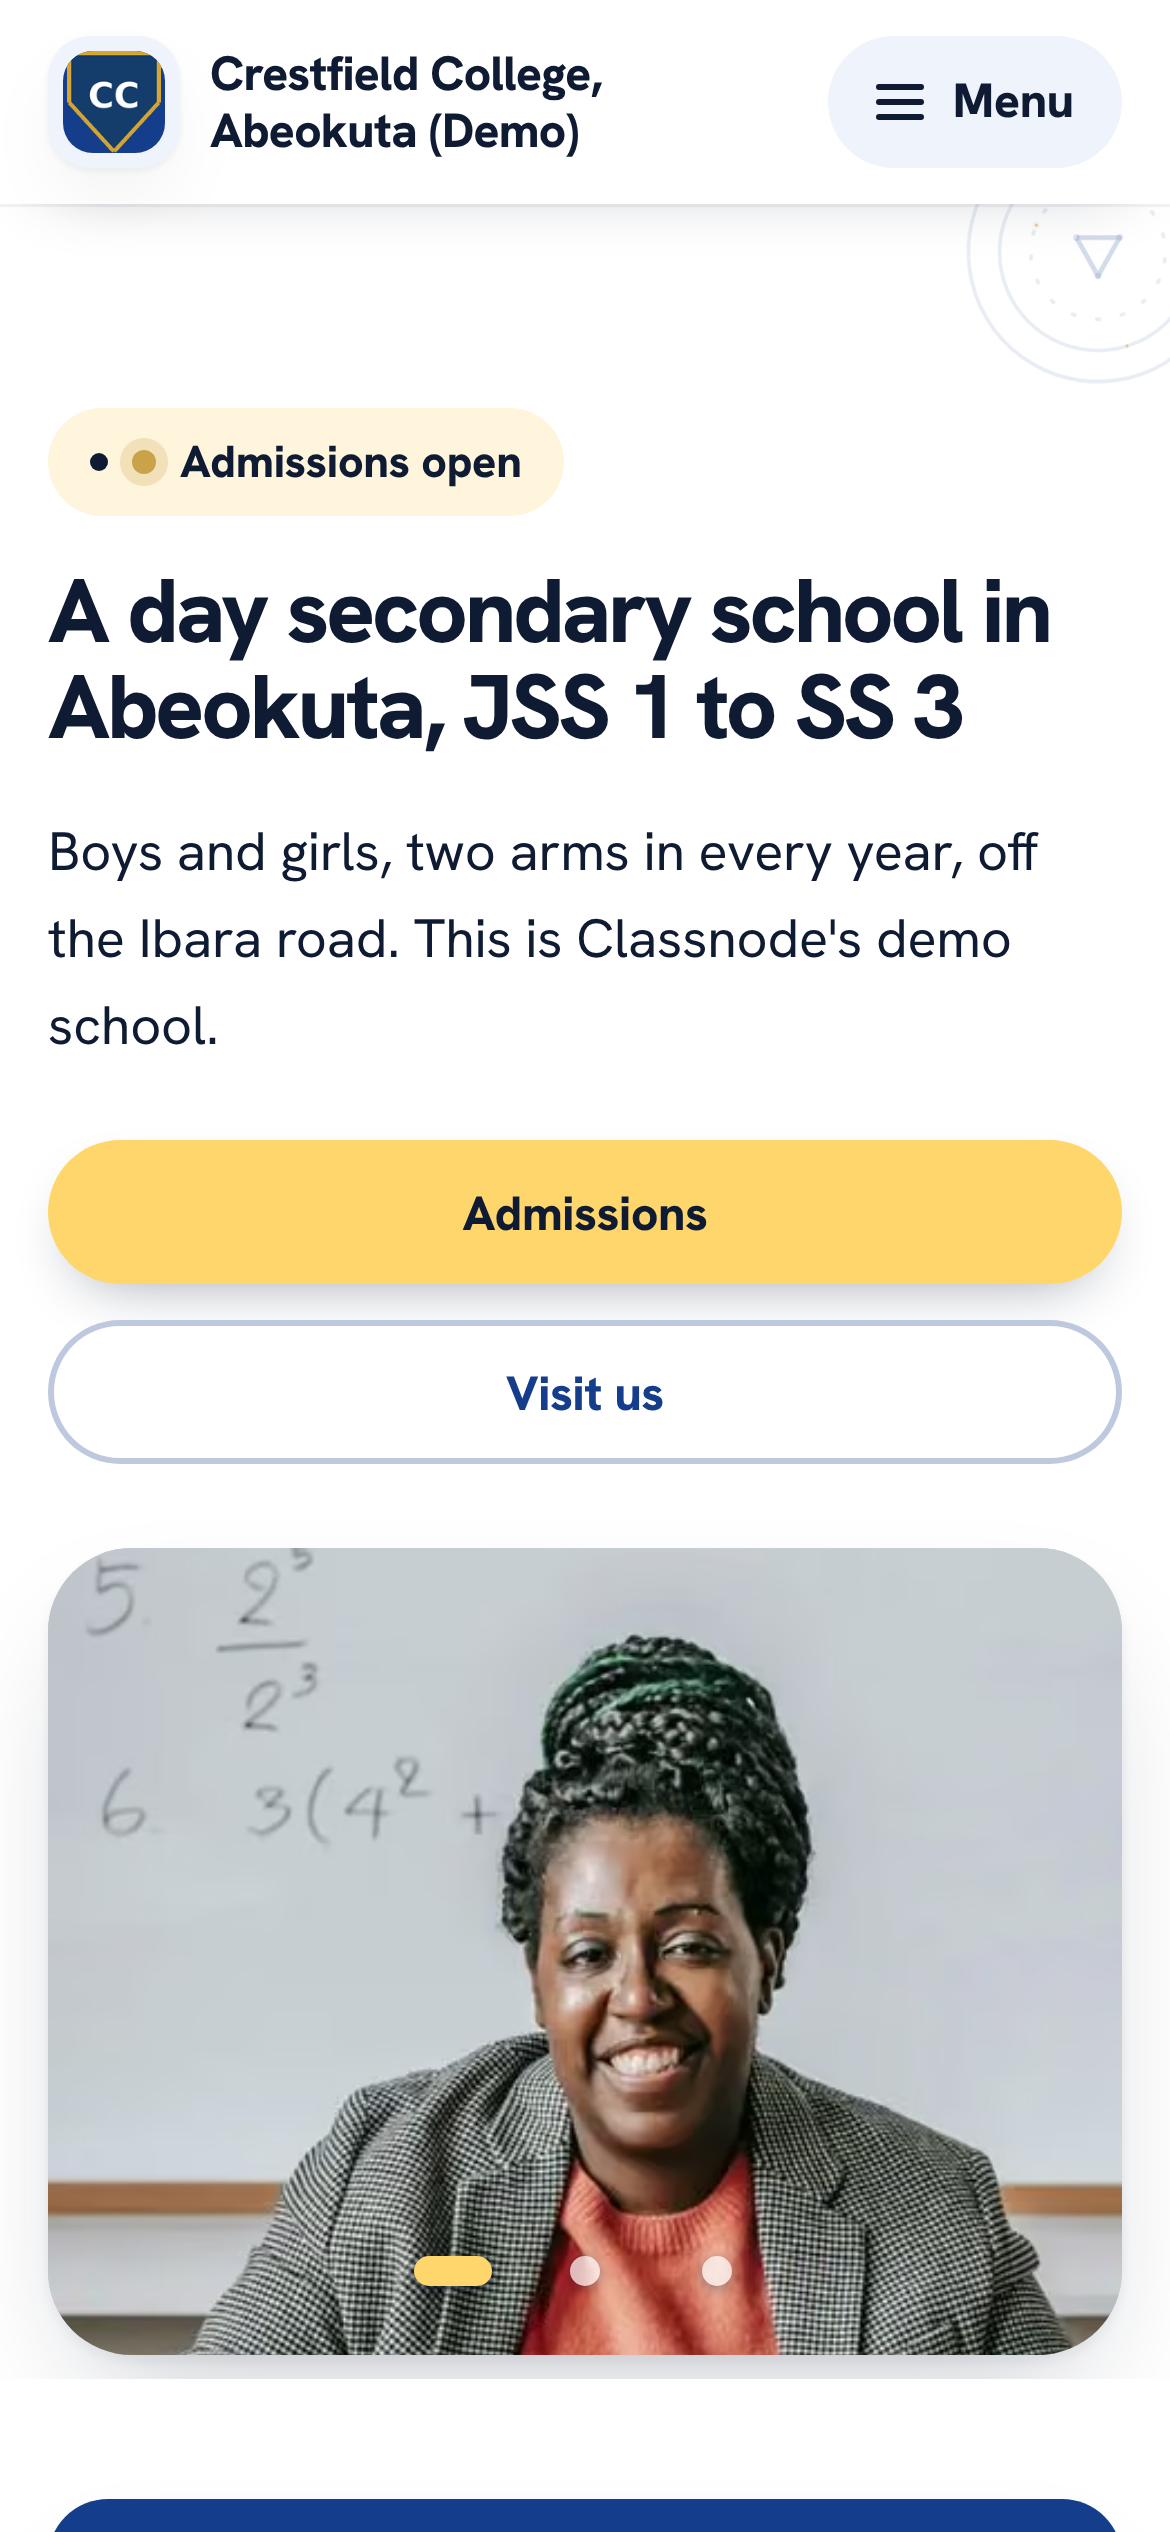 CC
Crestfield College,
Abeokuta (Demo)
Menu
Admissions open
A day secondary school in
Abeokuta, JSS 1 to SS 3
Boys and girls, two arms in every year, off
the Ibara road. This is Classnode's demo
school.
Admissions
Visit us
5. 2⁵
2³
6. 3(4² +